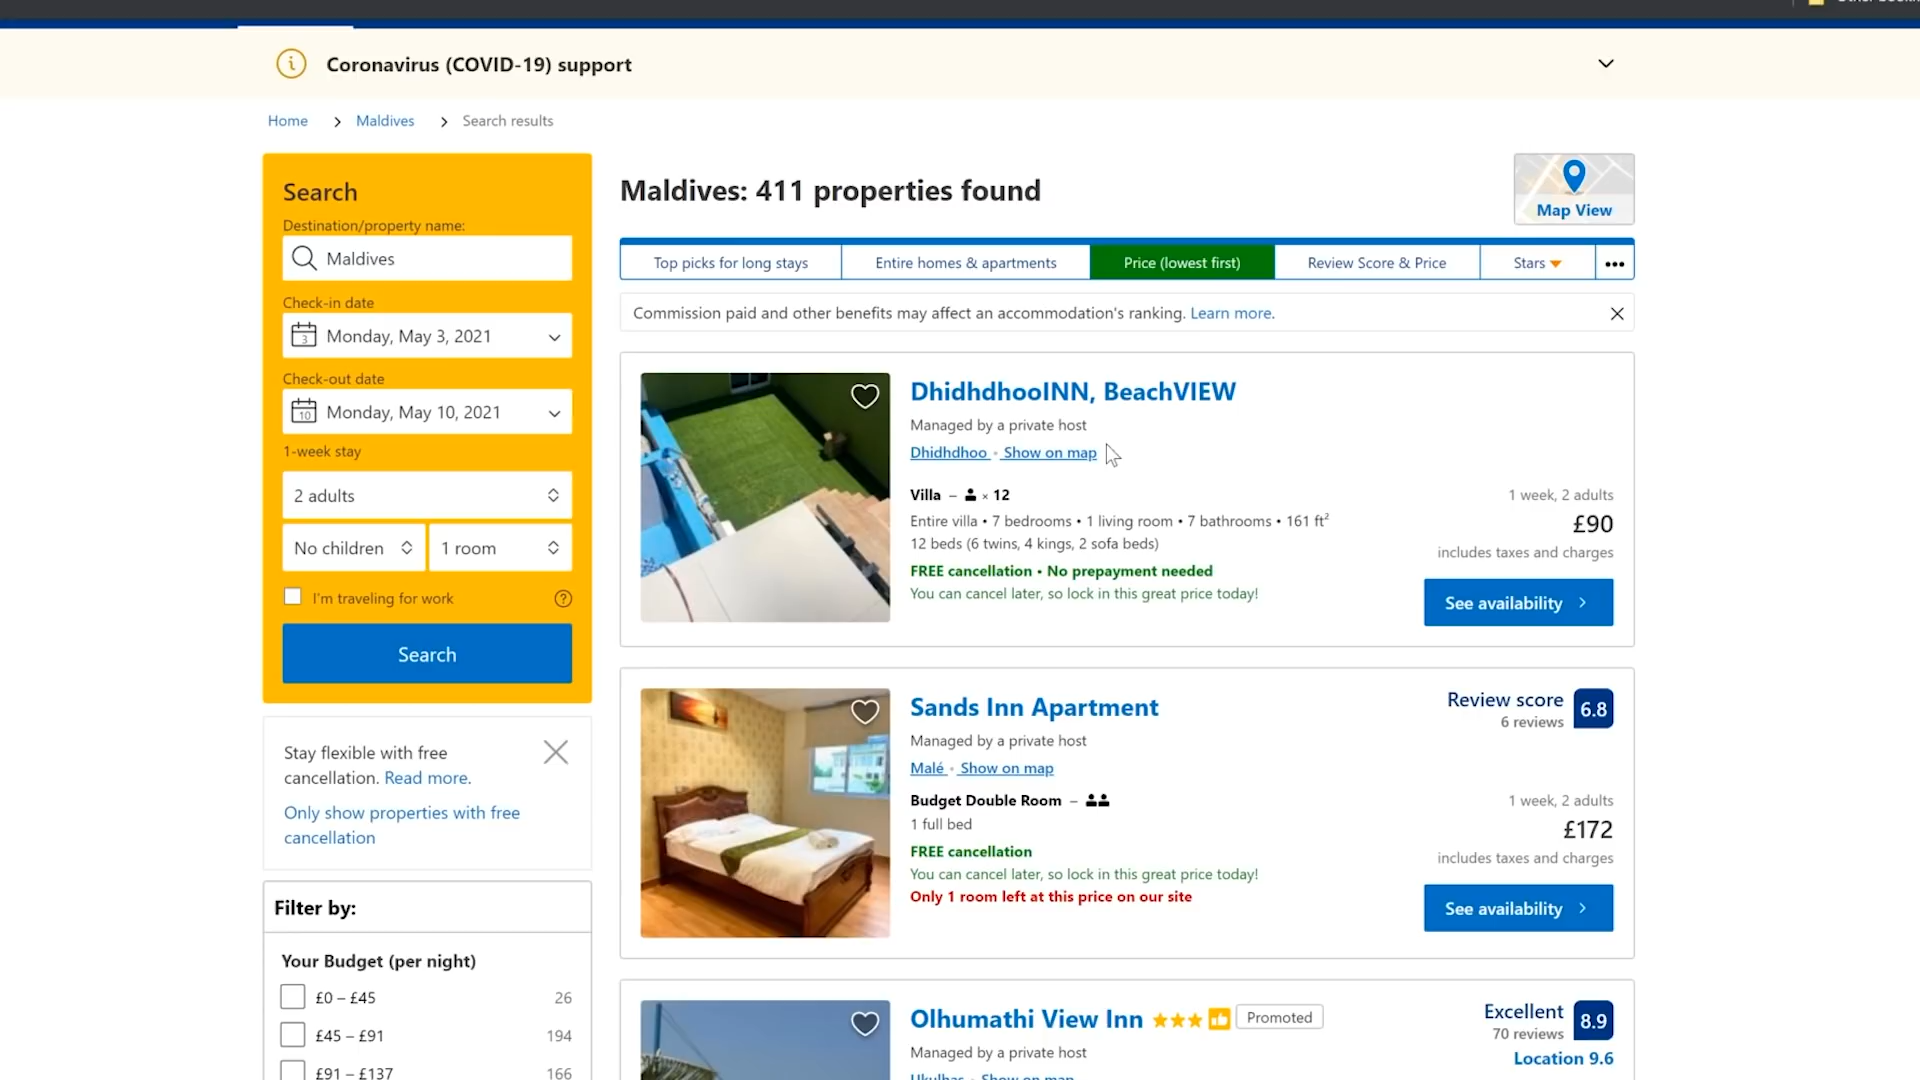 Coronavirus (COVID-19) support
Home
Maldives
Search results
Search
Destination/property name:
Maldives
Check-in date
3
Monday, May 3, 2021
Check-out date
10
Monday, May 10, 2021
1-week stay
2 adults
No children
1 room
I'm traveling for work
Search
Stay flexible with free
cancellation. Read more.
Only show properties with free
cancellation
Filter by:
Your Budget (per night)
£0 – £45 26
£45 – £91 194
£91 – £137 166
Maldives: 411 properties found
Map View
Top picks for long stays
Entire homes & apartments
Price (lowest first)
Review Score & Price
Stars
Commission paid and other benefits may affect an accommodation's ranking. Learn more.
DhidhdhooINN, BeachVIEW
Managed by a private host
Dhidhdhoo • Show on map
Villa – × 12
Entire villa • 7 bedrooms • 1 living room • 7 bathrooms • 161 ft²
12 beds (6 twins, 4 kings, 2 sofa beds)
FREE cancellation • No prepayment needed
You can cancel later, so lock in this great price today!
1 week, 2 adults
£90
includes taxes and charges
See availability
Sands Inn Apartment
Managed by a private host
Malé • Show on map
Budget Double Room –
1 full bed
FREE cancellation
You can cancel later, so lock in this great price today!
Only 1 room left at this price on our site
Review score
6 reviews
6.8
1 week, 2 adults
£172
includes taxes and charges
See availability
Olhumathi View Inn
Promoted
Managed by a private host
Ukulhas • Show on map
Excellent
70 reviews
8.9
Location 9.6